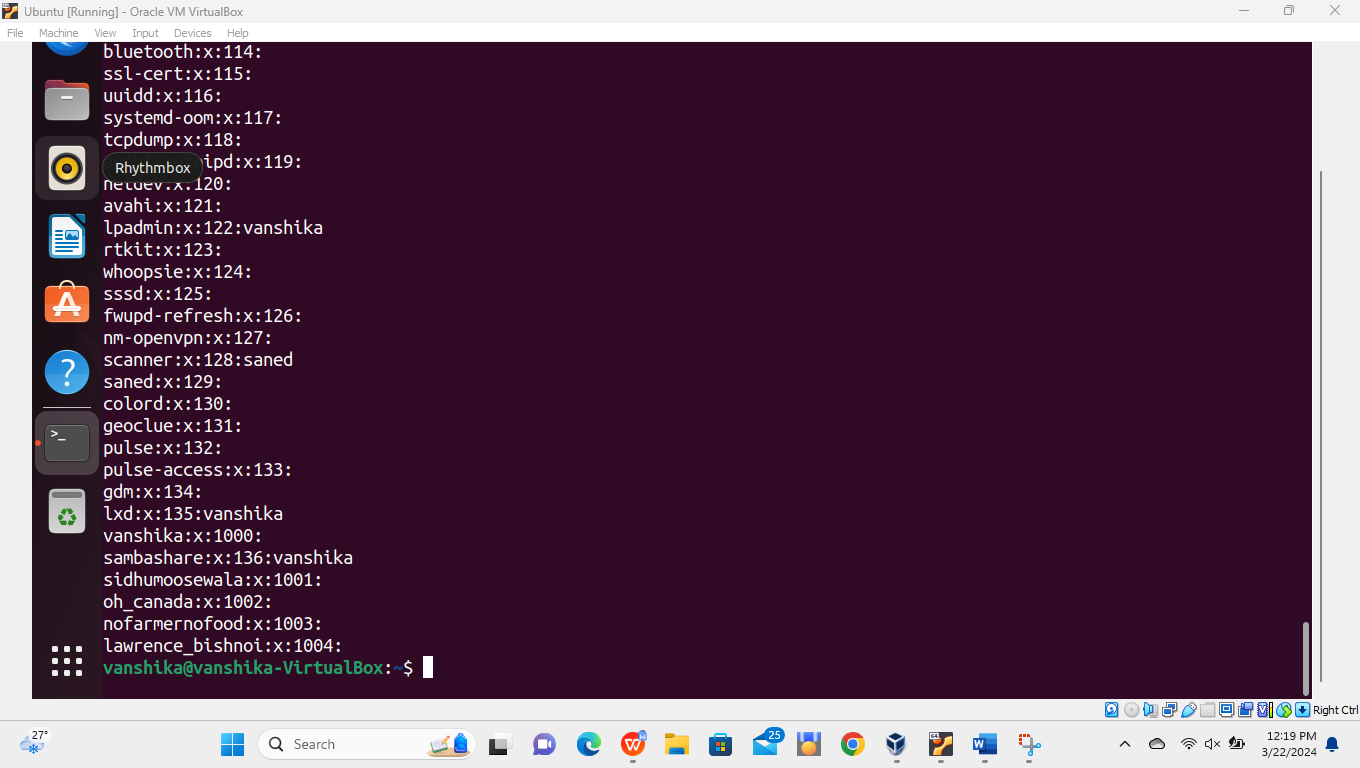 Ubuntu [Running] - Oracle VM VirtualBox
File Machine View Input Devices Help
bluetooth:x:114:
ssl-cert:x:115:
uuidd:x:116:
systemd-oom:x:117:
tcpdump:x:118:
ipd:x:119:
Rhythmbox
netdev:x:120:
avahi:x:121:
lpadmin:x:122:vanshika
rtkit:x:123:
whoopsie:x:124:
sssd:x:125:
fwupd-refresh:x:126:
nm-openvpn:x:127:
scanner:x:128:saned
saned:x:129:
colord:x:130:
geoclue:x:131:
pulse:x:132:
pulse-access:x:133:
gdm:x:134:
lxd:x:135:vanshika
vanshika:x:1000:
sambashare:x:136:vanshika
sidhumoosewala:x:1001:
oh_canada:x:1002:
nofarmernofood:x:1003:
lawrence_bishnoi:x:1004:
vanshika@vanshika-VirtualBox:~$
Right Ctrl
27°
Search
25
12:19 PM
3/22/2024